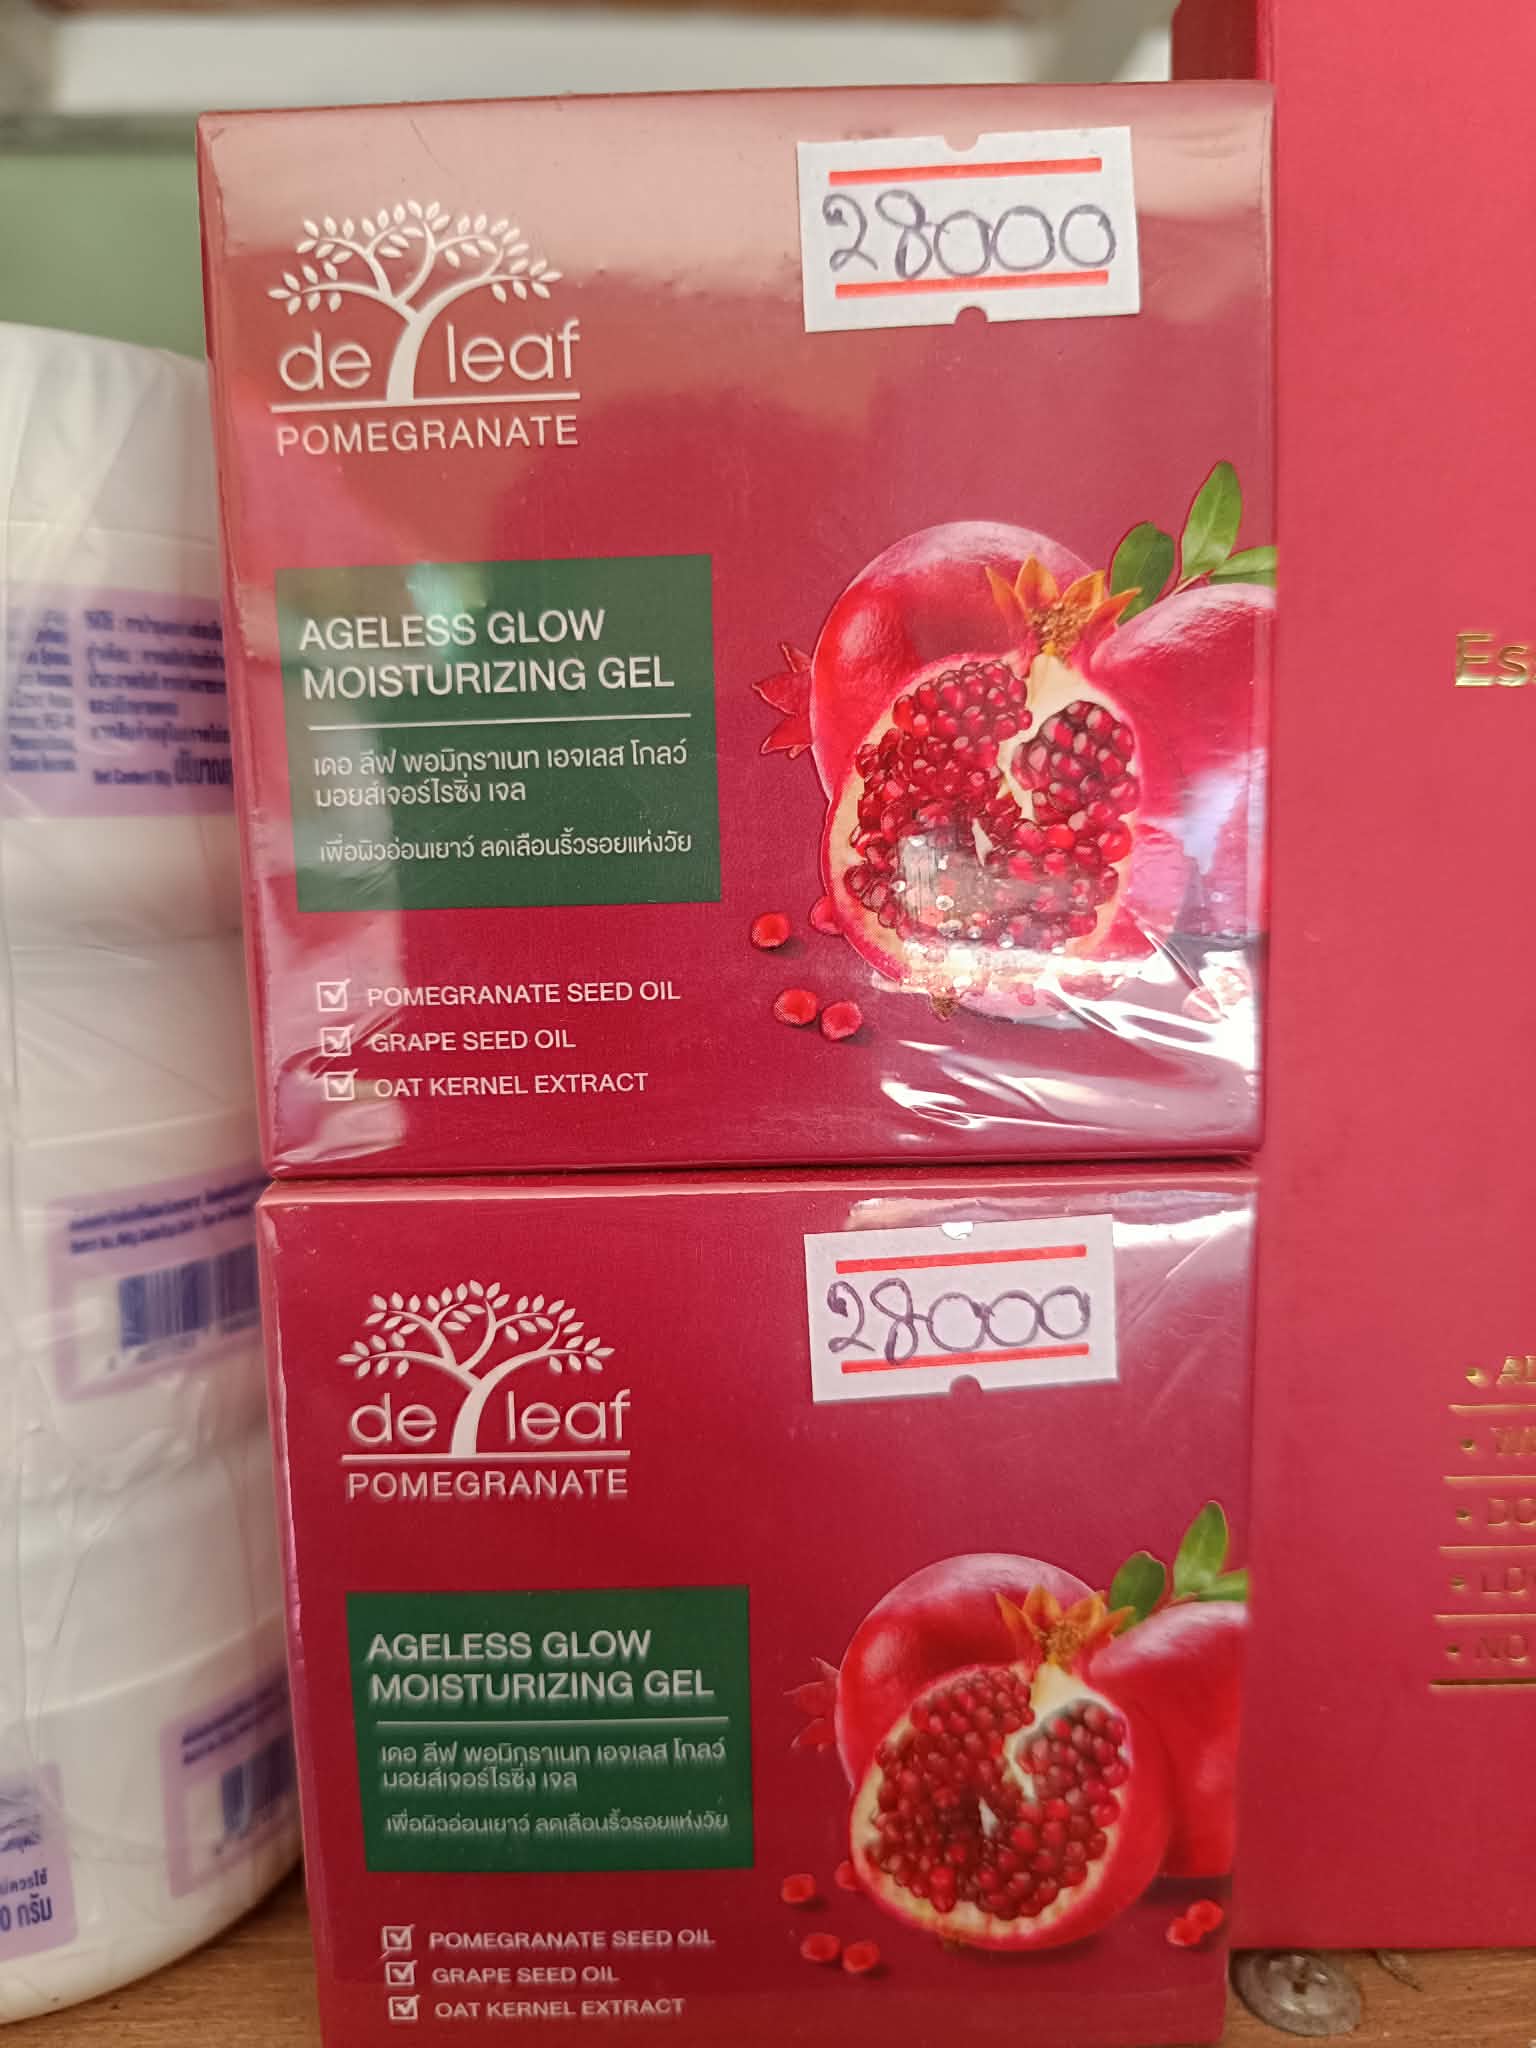 28000
de leaf
POMEGRANATE
AGELESS GLOW
MOISTURIZING GEL
เดอ ลีฟ พอมิกราเนท เอจเลส โกลว์
มอยส์เจอร์ไรซิ่ง เจล
เพื่อผิวอ่อนเยาว์ ลดเลือนริ้วรอยแห่งวัย
POMEGRANATE SEED OIL
GRAPE SEED OIL
OAT KERNEL EXTRACT
28000
de leaf
POMEGRANATE
AGELESS GLOW
MOISTURIZING GEL
เดอ ลีฟ พอมิกราเนท เอจเลส โกลว์
มอยส์เจอร์ไรซิ่ง เจล
เพื่อผิวอ่อนเยาว์ ลดเลือนริ้วรอยแห่งวัย
POMEGRANATE SEED OIL
GRAPE SEED OIL
OAT KERNEL EXTRACT